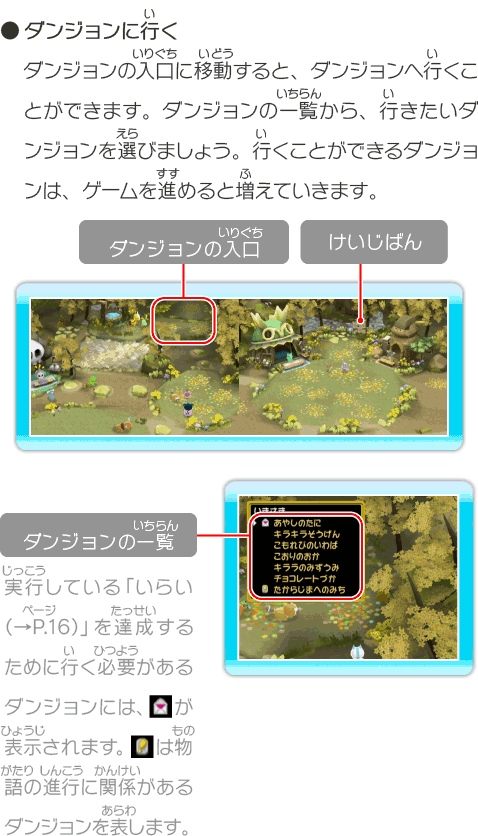 ● ダンジョンに行く
ダンジョンの入口に移動すると、ダンジョンへ行くこ
とができます。ダンジョンの一覧から、行きたいダ
ンジョンを選びましょう。行くことができるダンジョ
ンは、ゲームを進めると増えていきます。
ダンジョンの入口
けいじばん
いきさき
あやしのたに
キラキラそうげん
こもれびのいわば
こおりのおか
キララのみずうみ
チョコレートづか
たからじまへのみち
ダンジョンの一覧
実行している「いらい
(→P.16)」を達成する
ために行く必要がある
ダンジョンには、が
表示されます。は物
語の進行に関係がある
ダンジョンを表します。